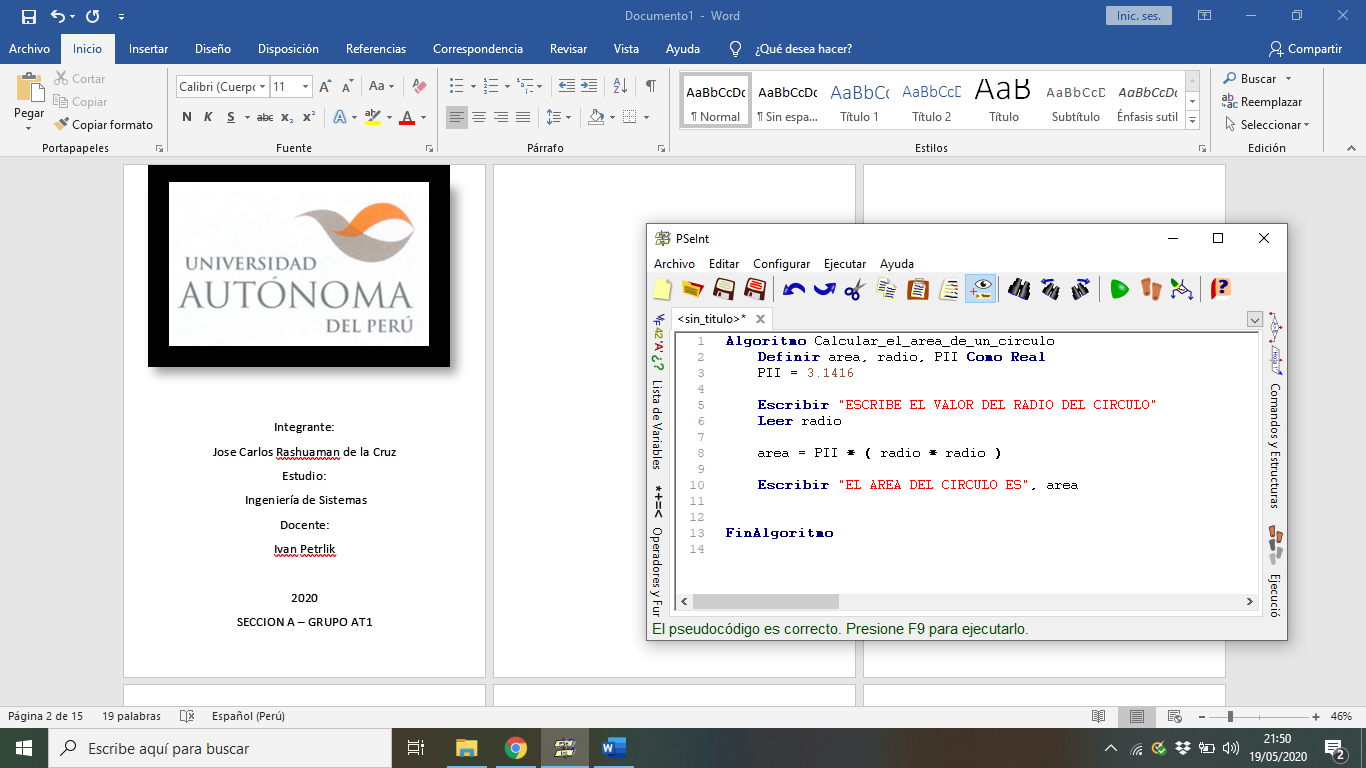 Documento1 - Word
Inic. ses.
Archivo Inicio Insertar Diseño Disposición Referencias Correspondencia Revisar Vista Ayuda ¿Qué desea hacer? Compartir
Pegar
Cortar
Copiar
Copiar formato
Portapapeles
Calibri (Cuerpo 11
Aa
N K S abc x₂ x²
Fuente
Párrafo
AaBbCcDc AaBbCcDc AaBbCc AaBbCcD AaB AaBbCcD AaBbCcDc
¶ Normal ¶ Sin espa... Título 1 Título 2 Título Subtítulo Énfasis sutil
Estilos
Buscar
Reemplazar
Seleccionar
Edición
UNIVERSIDAD
AUTÓNOMA
DEL PERÚ
Integrante:
Jose Carlos Rashuaman de la Cruz
Estudio:
Ingeniería de Sistemas
Docente:
Ivan Petrlik
2020
SECCION A – GRUPO AT1
PSeInt
Archivo Editar Configurar Ejecutar Ayuda
<sin_titulo>*
1 Algoritmo Calcular_el_area_de_un_circulo
2 Definir area, radio, PII Como Real
3 PII = 3.1416
4
5 Escribir "ESCRIBE EL VALOR DEL RADIO DEL CIRCULO"
6 Leer radio
7
8 area = PII * ( radio * radio )
9
10 Escribir "EL AREA DEL CIRCULO ES", area
11
12
13 FinAlgoritmo
14
42 'A' ¿?
Lista de Variables
*+=<
Operadores y Fur
Comandos y Estructuras
Ejecució
El pseudocódigo es correcto. Presione F9 para ejecutarlo.
Página 2 de 15 19 palabras Español (Perú) 46%
Escribe aquí para buscar
21:50
19/05/2020
2